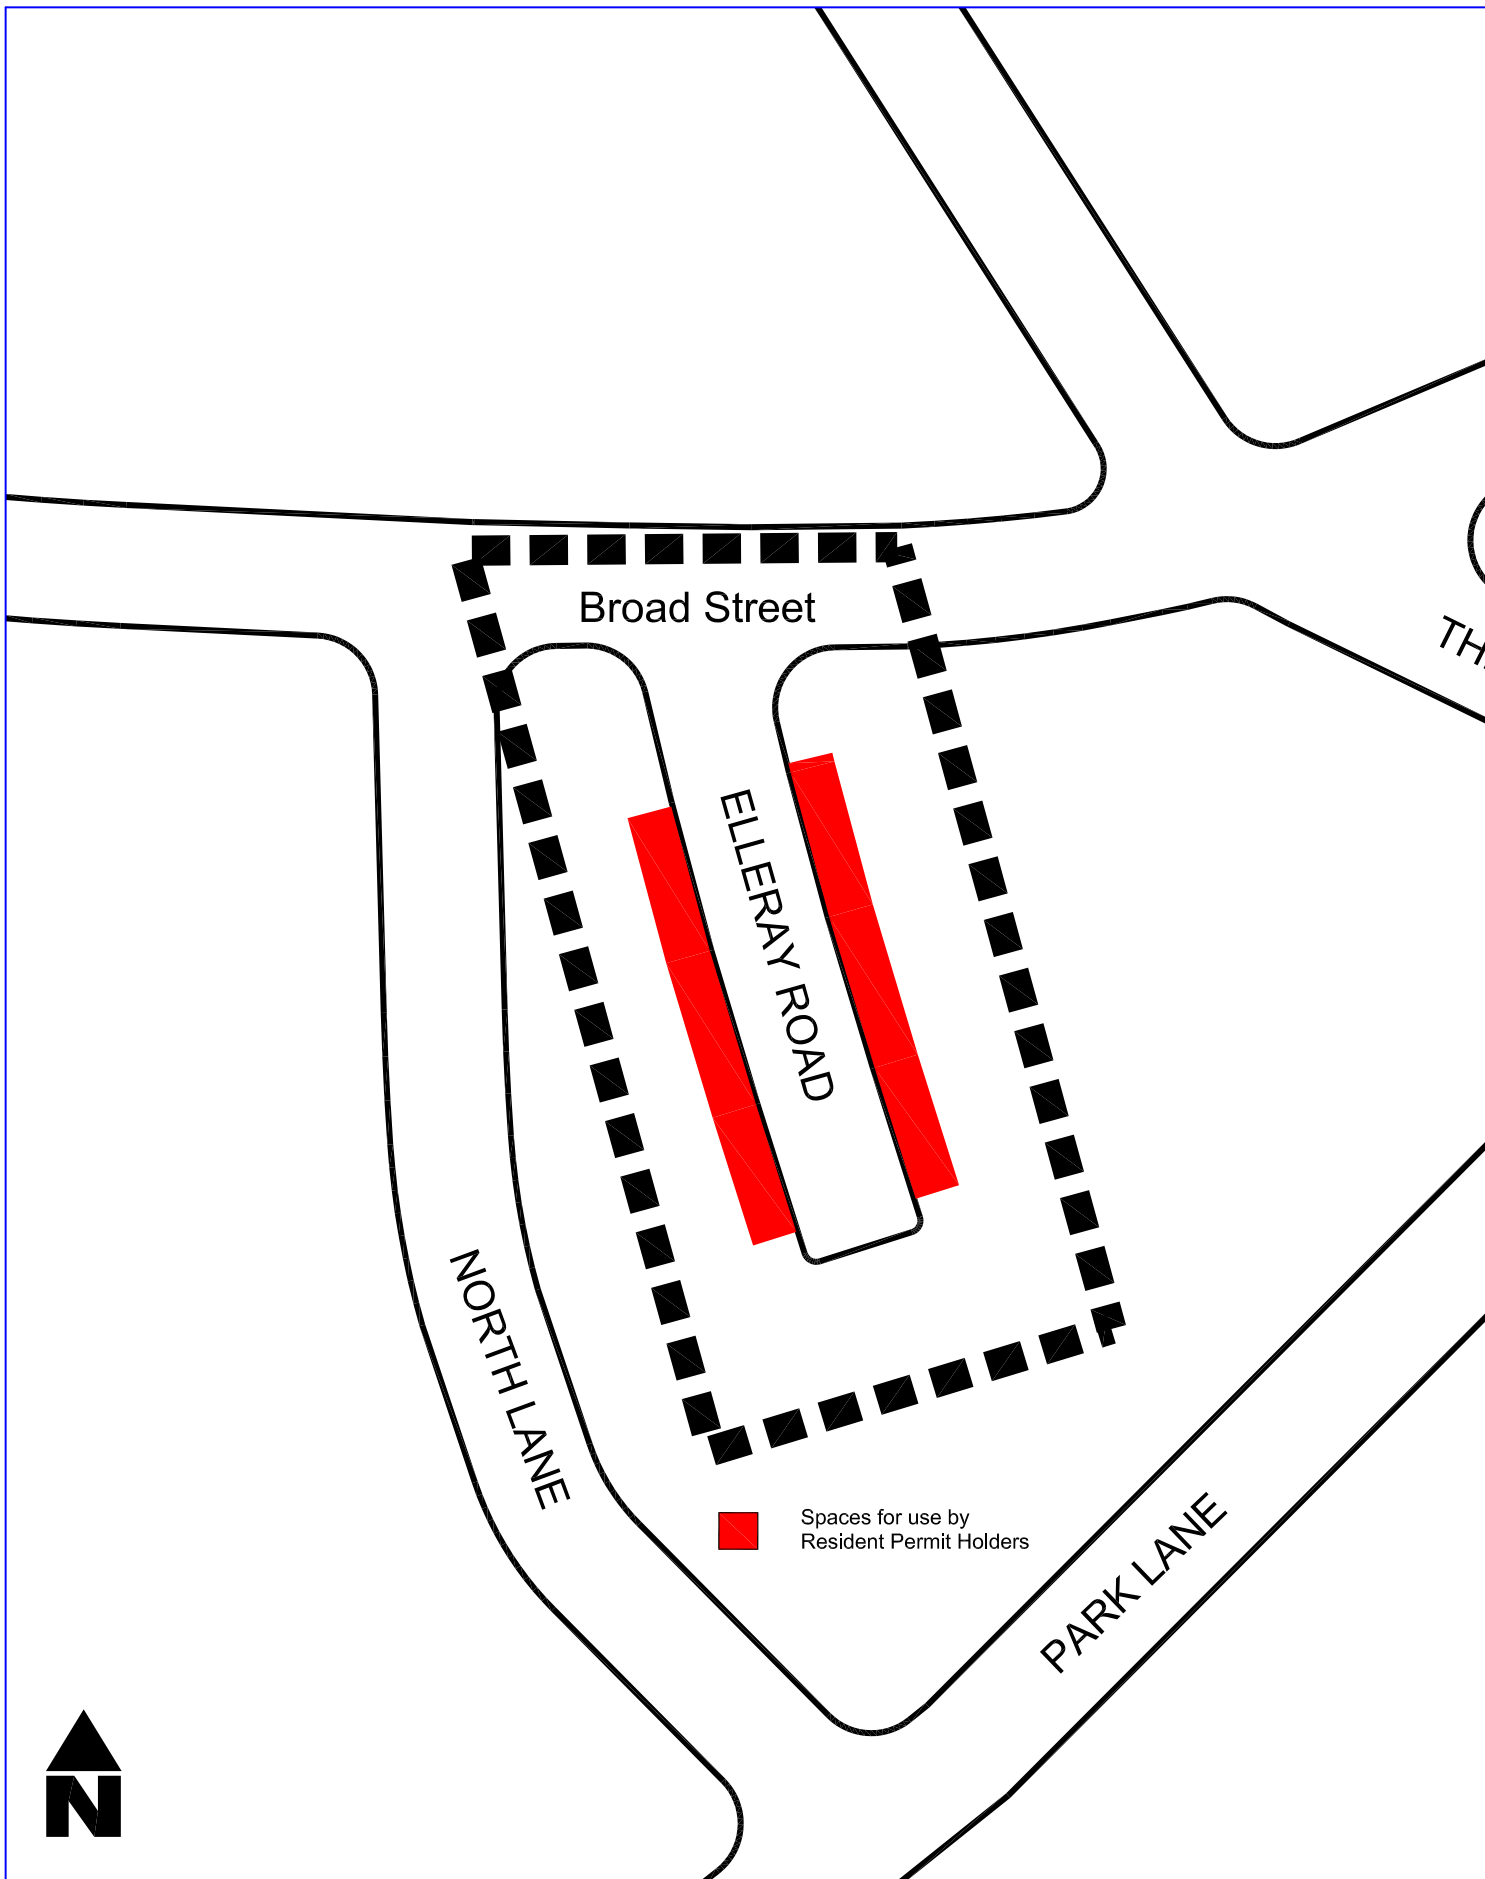 Broad Street
ELLERAY ROAD
NORTH LANE
Spaces for use by
Resident Permit Holders
PARK LANE
N